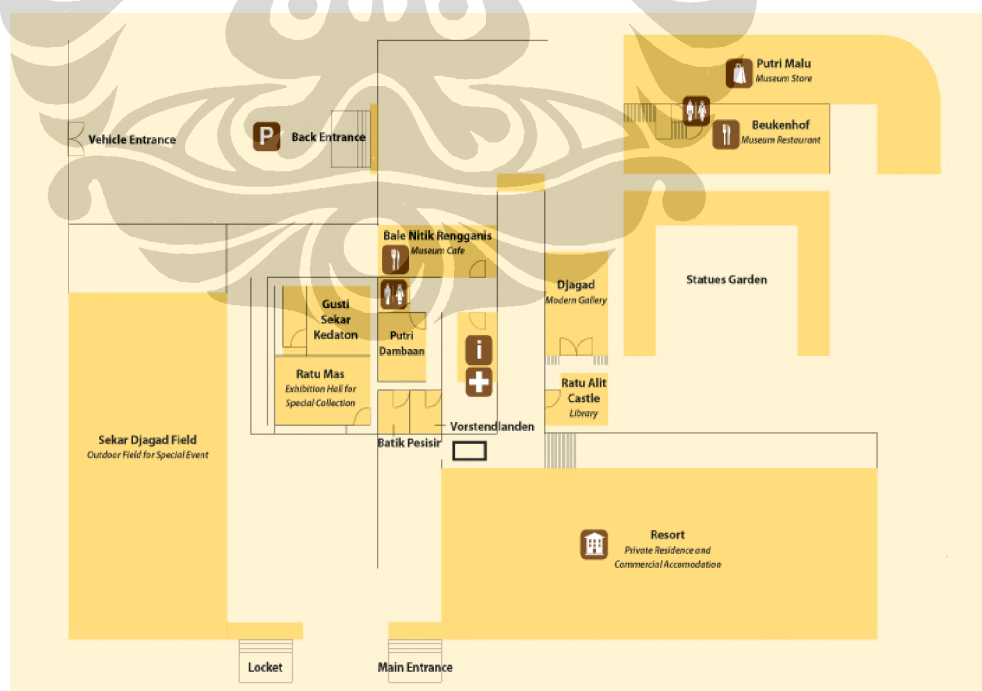 Putri Malu
Museum Store
Vehicle Entrance
P
Back Entrance
Beukenhof
Museum Restaurant
Bale Nitik Rengganis
Museum Cafe
Djagad
Modern Gallery
Statues Garden
Gusti
Sekar
Kedaton
Putri
Dambaan
i
Ratu Mas
Exhibition Hall for
Special Collection
Ratu Alit
Castle
Library
Vorstendlanden
Batik Pesisir
Sekar Djagad Field
Outdoor Field for Special Event
Resort
Private Residence and
Commercial Accomodation
Locket
Main Entrance